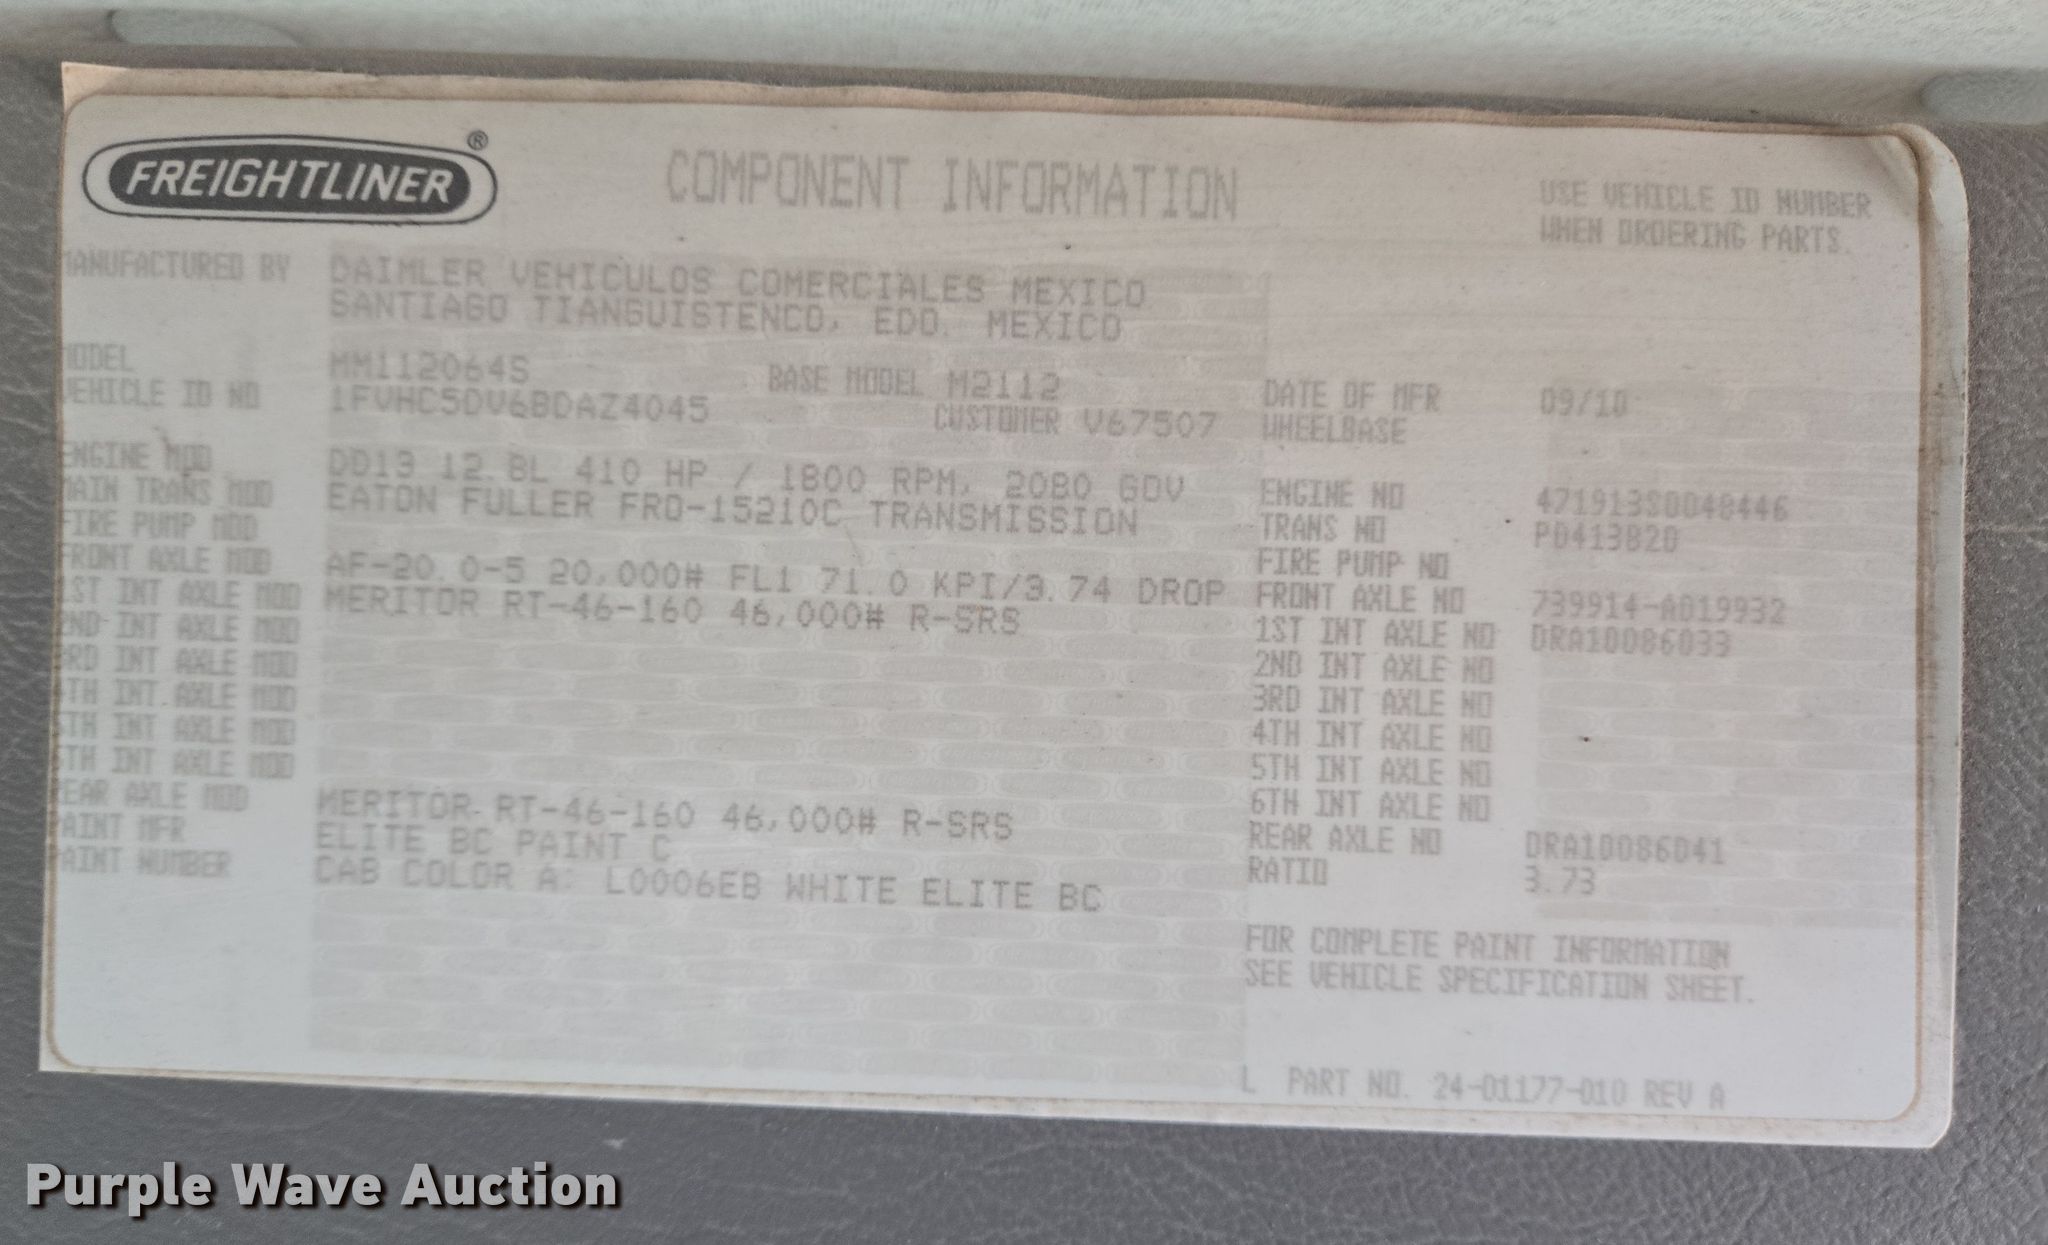 FREIGHTLINER ®
COMPONENT INFORMATION
USE VEHICLE ID NUMBER
WHEN ORDERING PARTS.
MANUFACTURED BY DAIMLER VEHICULOS COMERCIALES MEXICO
SANTIAGO TIANGUISTENCO, EDO. MEXICO
MODEL MM112064S BASE MODEL M2112 DATE OF MFR 09/10
VEHICLE ID NO 1FVHC5DV6BDAZ4045 CUSTOMER V67507 WHEELBASE
ENGINE MOD DD13 12.8L 410 HP / 1800 RPM, 2080 GOV ENGINE NO 471913S0048446
MAIN TRANS MOD EATON FULLER FRO-15210C TRANSMISSION TRANS NO P0413820
FIRE PUMP MOD FIRE PUMP NO
FRONT AXLE MOD AF-20.0-5 20,000# FL1 71.0 KPI/3.74 DROP FRONT AXLE NO 739914-A019932
1ST INT AXLE MOD MERITOR RT-46-160 46,000# R-SRS 1ST INT AXLE NO DRA10086033
2ND INT AXLE MOD 2ND INT AXLE NO
3RD INT AXLE MOD 3RD INT AXLE NO
4TH INT AXLE MOD 4TH INT AXLE NO
5TH INT AXLE MOD 5TH INT AXLE NO
6TH INT AXLE MOD 6TH INT AXLE NO
REAR AXLE MOD MERITOR RT-46-160 46,000# R-SRS REAR AXLE NO DRA10086041
PAINT MFR ELITE BC PAINT C RATIO 3.73
PAINT NUMBER CAB COLOR A: L0006EB WHITE ELITE BC
FOR COMPLETE PAINT INFORMATION
SEE VEHICLE SPECIFICATION SHEET.
L PART NO. 24-01177-010 REV A
Purple Wave Auction